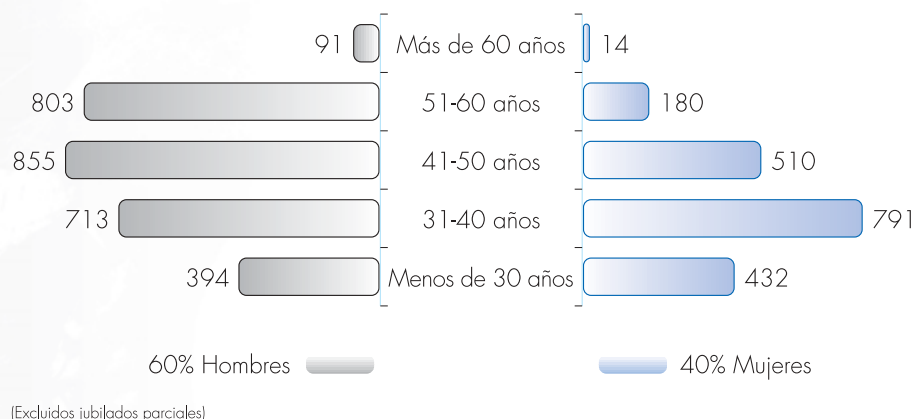 91 Más de 60 años 14
803 51-60 años 180
855 41-50 años 510
713 31-40 años 791
394 Menos de 30 años 432
60% Hombres 40% Mujeres
(Excluidos jubilados parciales)